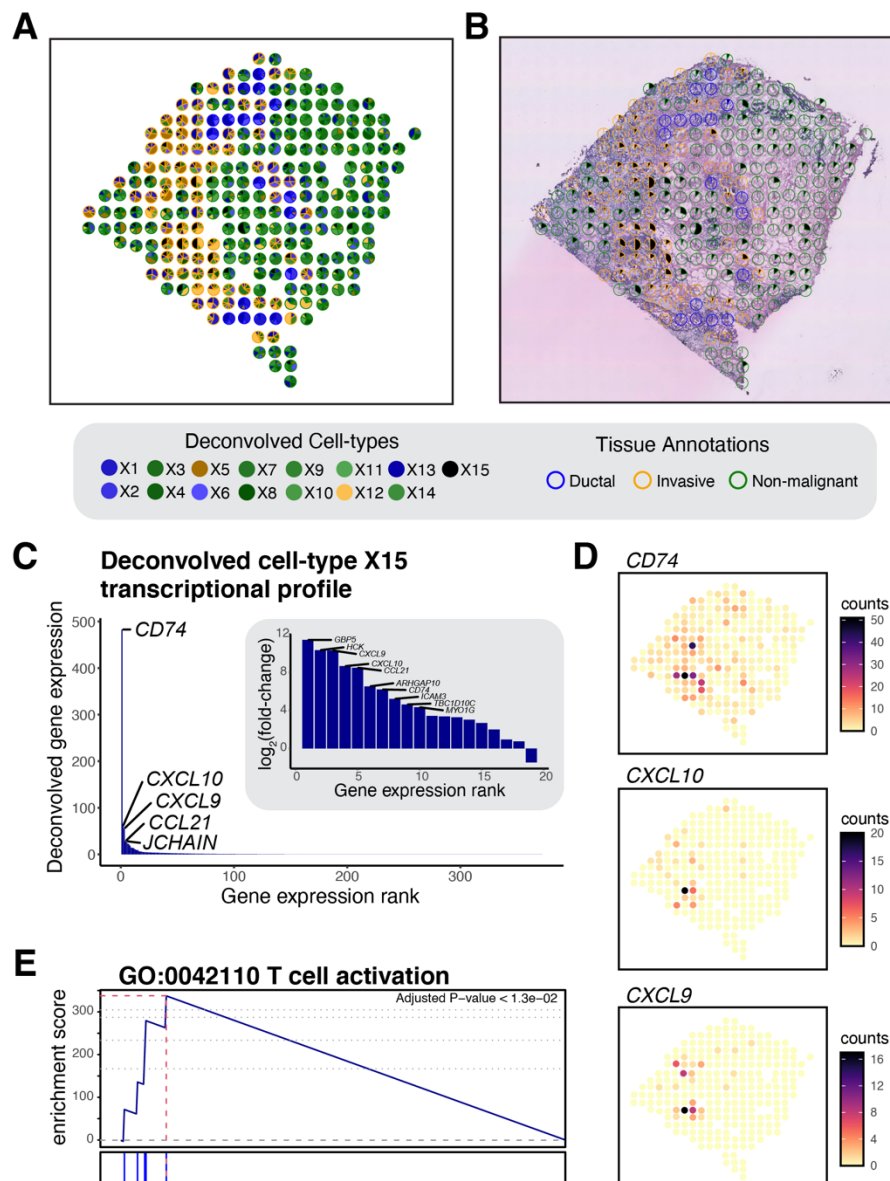 A
B
Deconvolved Cell-types
X1 X3 X5 X7 X9 X11 X13 X15
X2 X4 X6 X8 X10 X12 X14
Tissue Annotations
Ductal Invasive Non-malignant
C
Deconvolved cell-type X15
transcriptional profile
Deconvolved gene expression
500
400
300
200
100
0
CD74
CXCL10
CXCL9
CCL21
JCHAIN
0 100 200 300
Gene expression rank
log2(fold-change)
12
8
4
0
GBP5
HCK
CXCL9
CXCL10
CCL21
ARHGAP10
CD74
ICAM3
TBC1D10C
MYO1G
0 5 10 15 20
Gene expression rank
D
CD74
counts
50
40
30
20
10
0
CXCL10
counts
20
15
10
5
0
CXCL9
counts
16
12
8
4
0
E
GO:0042110 T cell activation
Adjusted P-value < 1.3e-02
enrichment score
300
200
100
0